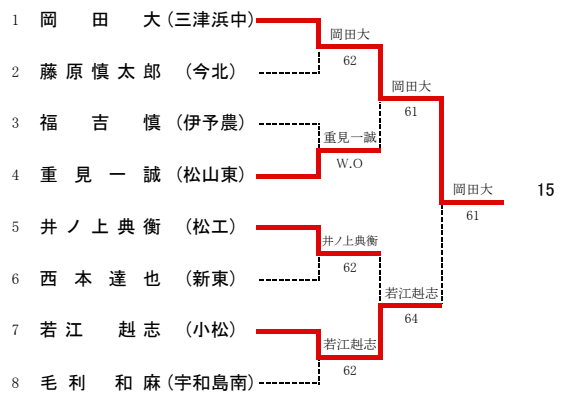 1 岡田大 (三津浜中)
岡田大
2 藤原慎太郎 (今北)
62
岡田大
3 福吉慎 (伊予農)
61
重見一誠
4 重見一誠 (松山東)
W.O
岡田大
15
61
5 井ノ上典衡 (松工)
井ノ上典衡
6 西本達也 (新東)
62
若江赳志
7 若江赳志 (小松)
64
若江赳志
62
8 毛利和麻 (宇和島南)